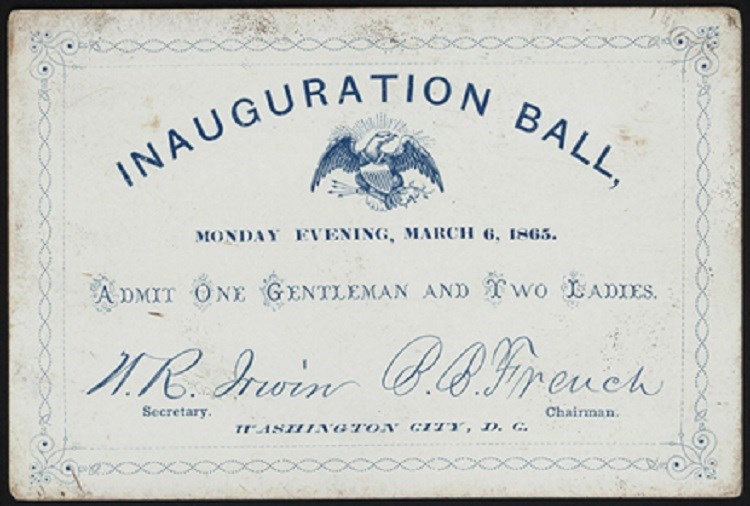 INAUGURATION BALL,
MONDAY EVENING, MARCH 6, 1865.
ADMIT ONE GENTLEMAN AND TWO LADIES.
W. R. Irwin B. B. French
Secretary. Chairman.
WASHINGTON CITY, D. C.